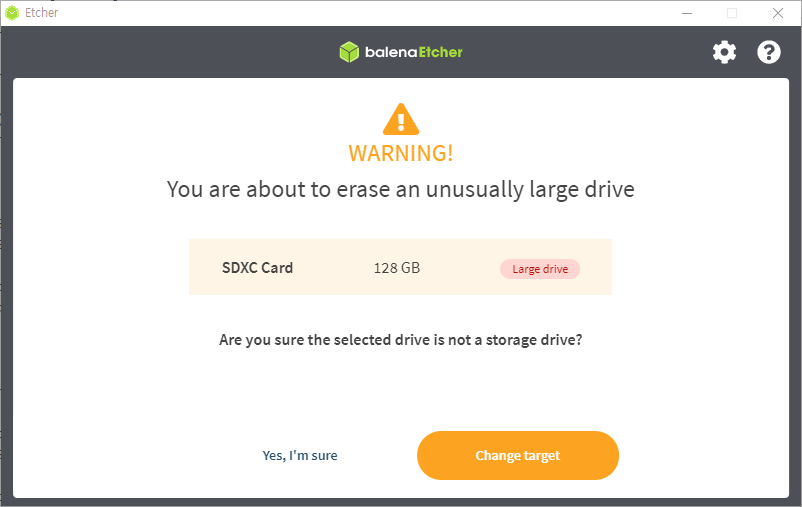 Etcher
balenaEtcher
WARNING!
You are about to erase an unusually large drive
SDXC Card 128 GB Large drive
Are you sure the selected drive is not a storage drive?
Yes, I'm sure Change target